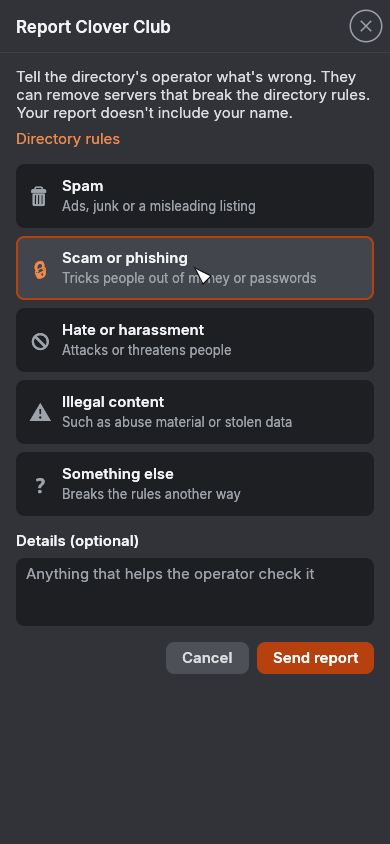 Report Clover Club
Tell the directory's operator what's wrong. They
can remove servers that break the directory rules.
Your report doesn't include your name.
Directory rules
Spam
Ads, junk or a misleading listing
Scam or phishing
Tricks people out of money or passwords
Hate or harassment
Attacks or threatens people
Illegal content
Such as abuse material or stolen data
Something else
Breaks the rules another way
Details (optional)
Anything that helps the operator check it
Cancel
Send report